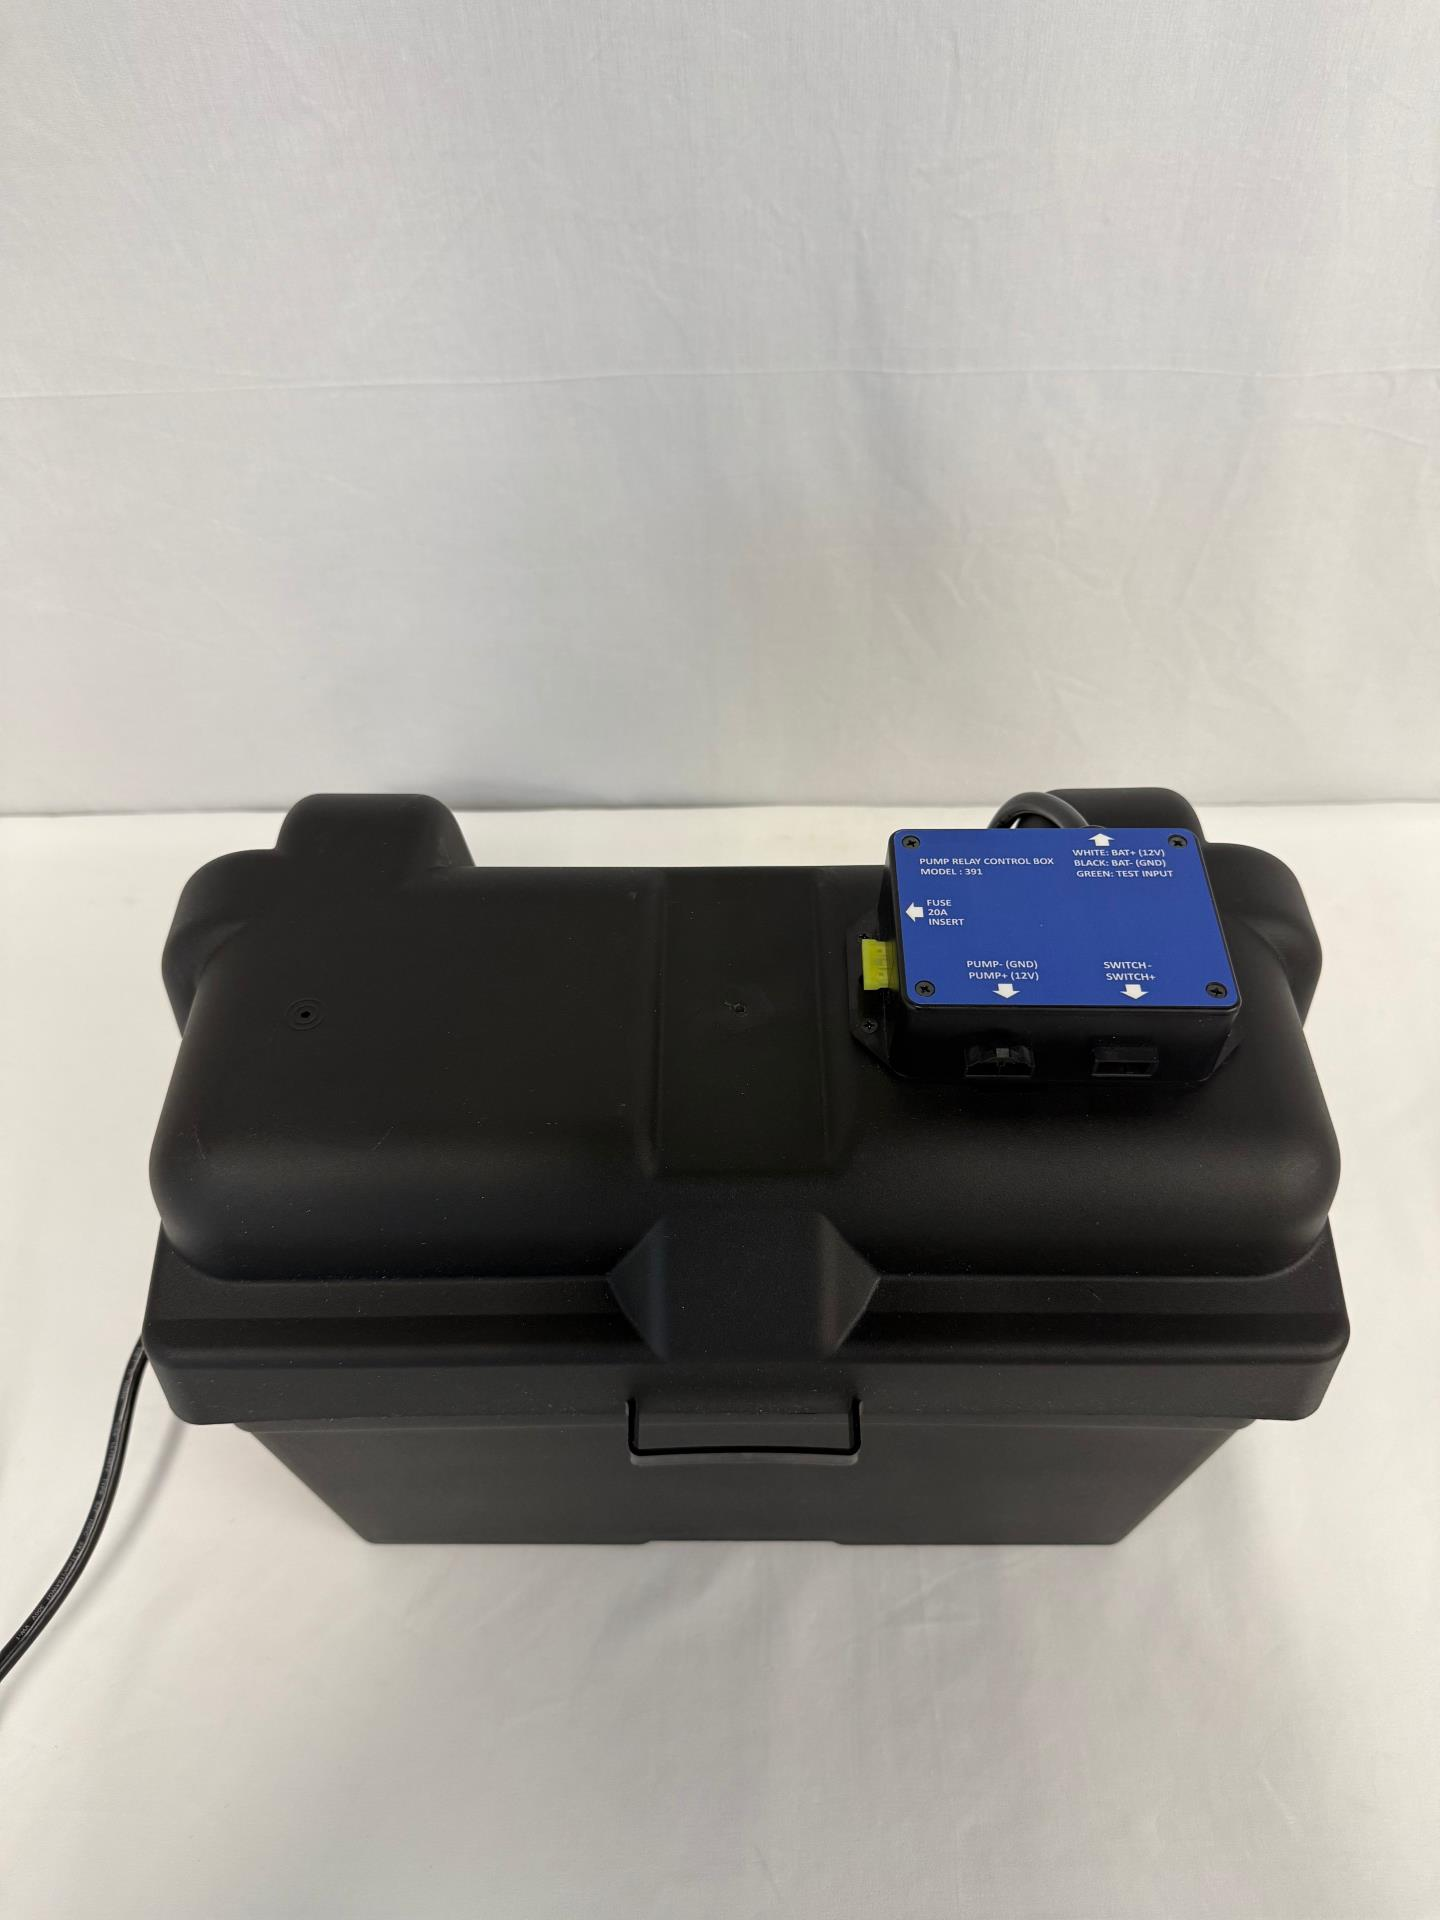 PUMP RELAY CONTROL BOX
MODEL : 391
WHITE: BAT+ (12V)
BLACK: BAT- (GND)
GREEN: TEST INPUT
FUSE
20A
INSERT
PUMP- (GND)
PUMP+ (12V)
SWITCH-
SWITCH+